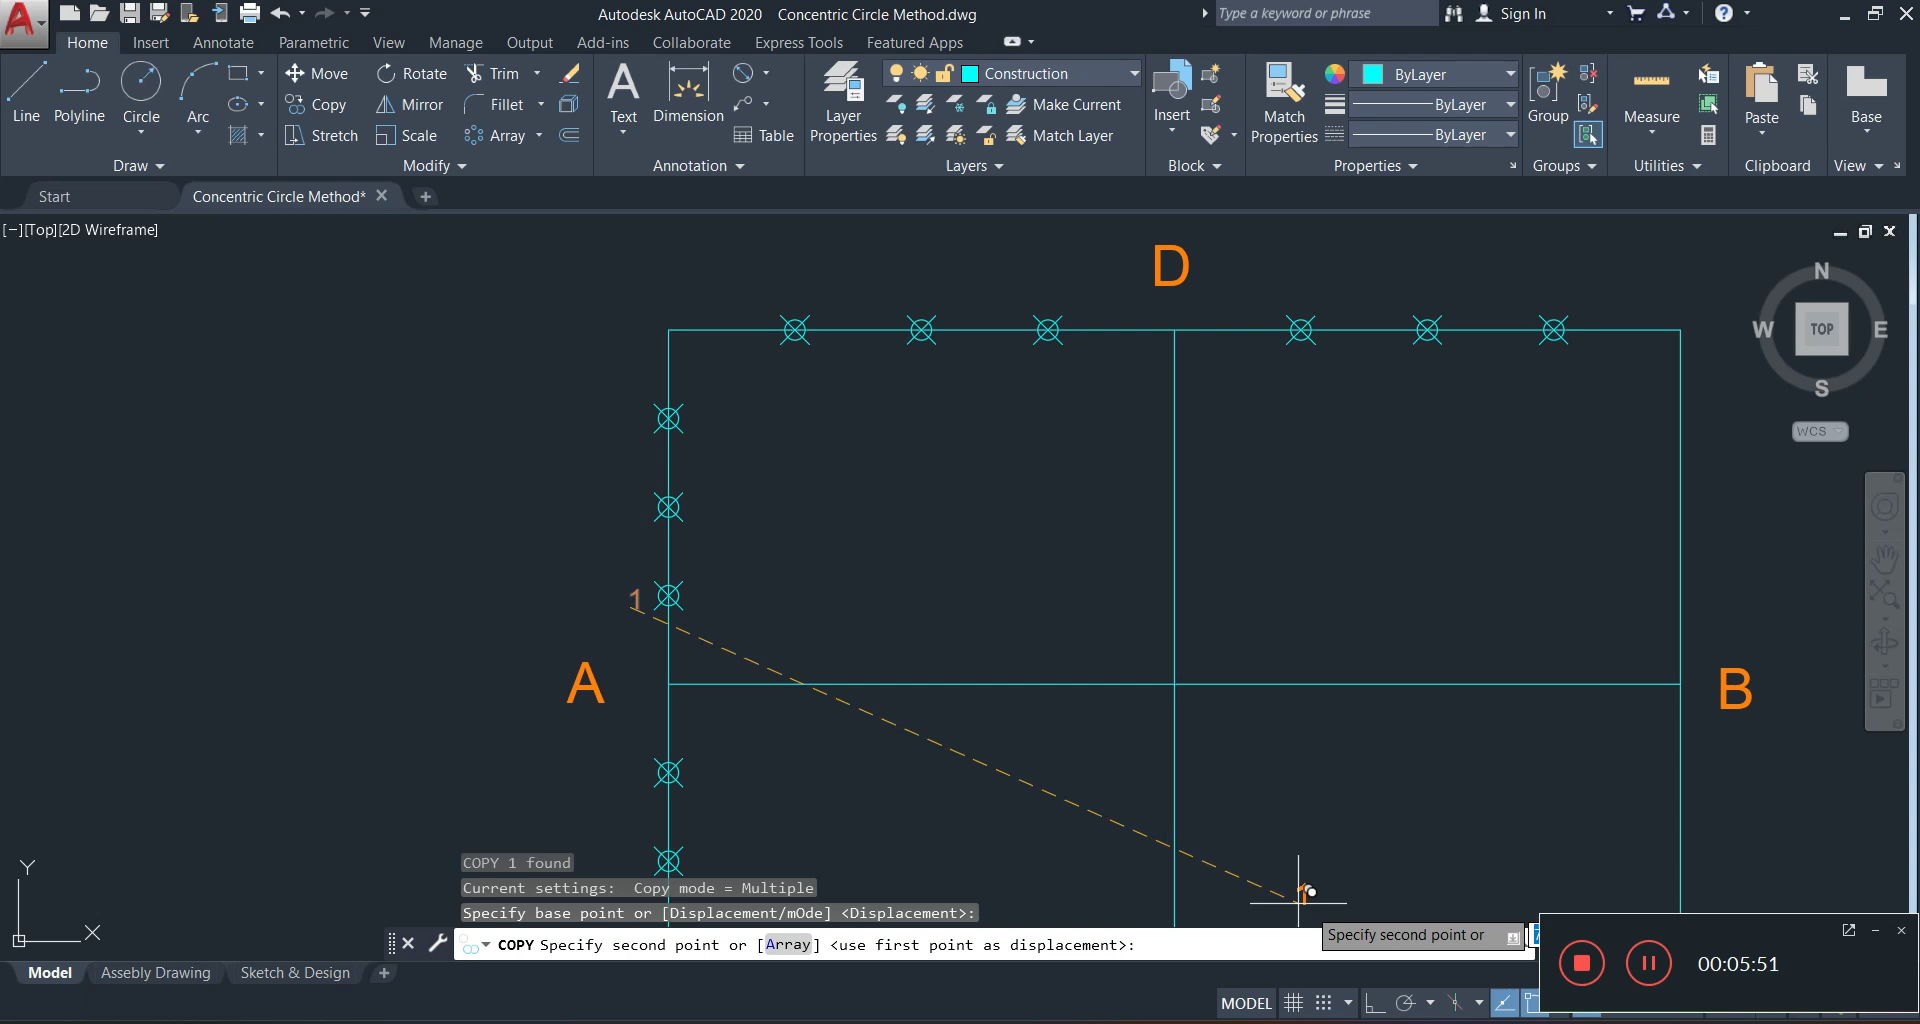 Autodesk AutoCAD 2020   Concentric Circle Method.dwg
Type a keyword or phrase
Sign In
Home Insert Annotate Parametric View Manage Output Add-ins Collaborate Express Tools Featured Apps
Line Polyline Circle Arc
Draw
Move Rotate Trim
Copy Mirror Fillet
Stretch Scale Array
Modify
Text Dimension Table
Annotation
Layer Properties
Construction
Make Current
Match Layer
Layers
Insert
Block
Match Properties
ByLayer
ByLayer
ByLayer
Properties
Group
Groups
Measure
Utilities
Paste
Clipboard
Base
View
Start
Concentric Circle Method*
[−][Top][2D Wireframe]
D
N
W TOP E
S
WCS
1
A
B
1
Y
X
COPY 1 found
Current settings:  Copy mode = Multiple
Specify base point or [Displacement/mOde] <Displacement>:
COPY Specify second point or [Array] <use first point as displacement>:
Specify second point or
Model Assebly Drawing Sketch & Design
00:05:51
MODEL